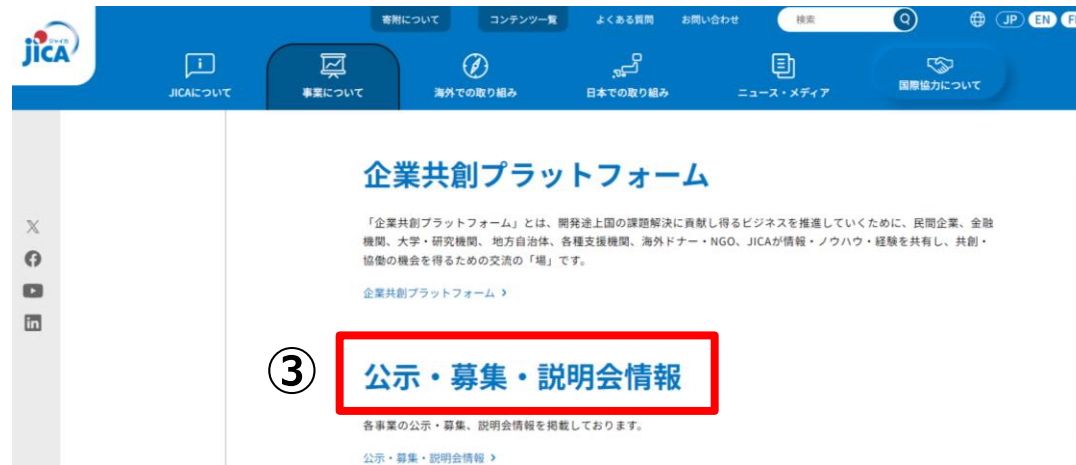 寄附について コンテンツ一覧 よくある質問 お問い合わせ 検索 JP EN
jICA
JICAについて 事業について 海外での取り組み 日本での取り組み ニュース・メディア 国際協力について
企業共創プラットフォーム
「企業共創プラットフォーム」とは、開発途上国の課題解決に貢献し得るビジネスを推進していくために、民間企業、金融
機関、大学・研究機関、 地方自治体、各種支援機関、海外ドナー・NGO、JICAが情報・ノウハウ・経験を共有し、共創・
協働の機会を得るための交流の「場」です。
企業共創プラットフォーム
③ 公示・募集・説明会情報
各事業の公示・募集、説明会情報を掲載しております。
公示・募集・説明会情報